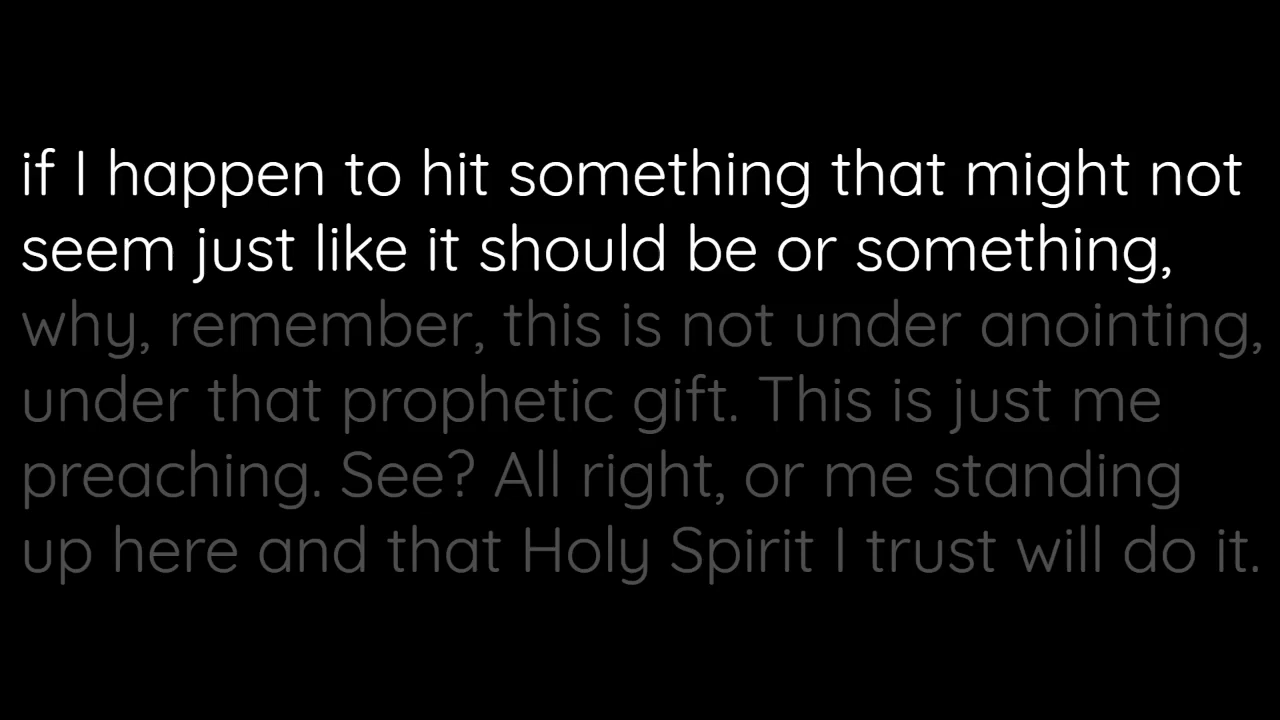 if I happen to hit something that might not
seem just like it should be or something,
why, remember, this is not under anointing,
under that prophetic gift. This is just me
preaching. See? All right, or me standing
up here and that Holy Spirit I trust will do it.